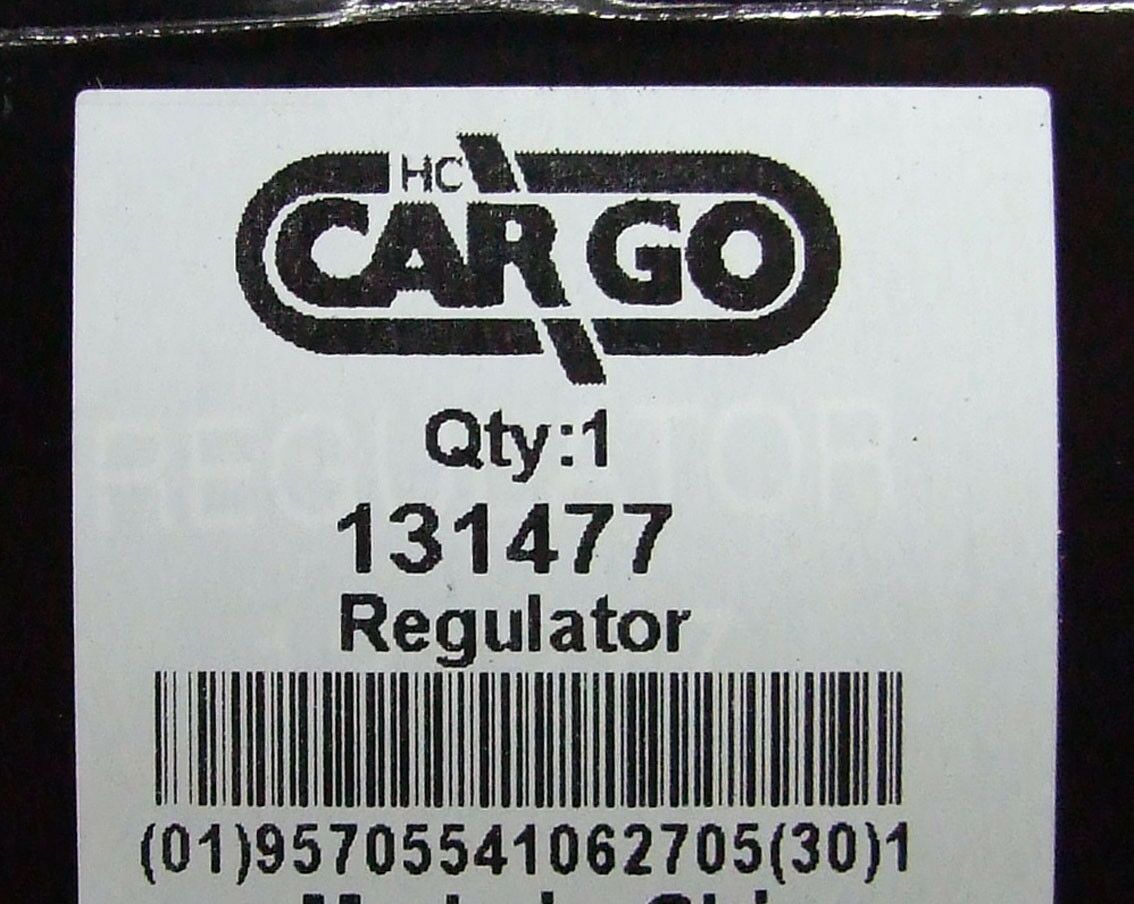 HC
CARGO
Qty:1
131477
Regulator
(01)95705541062705(30)1